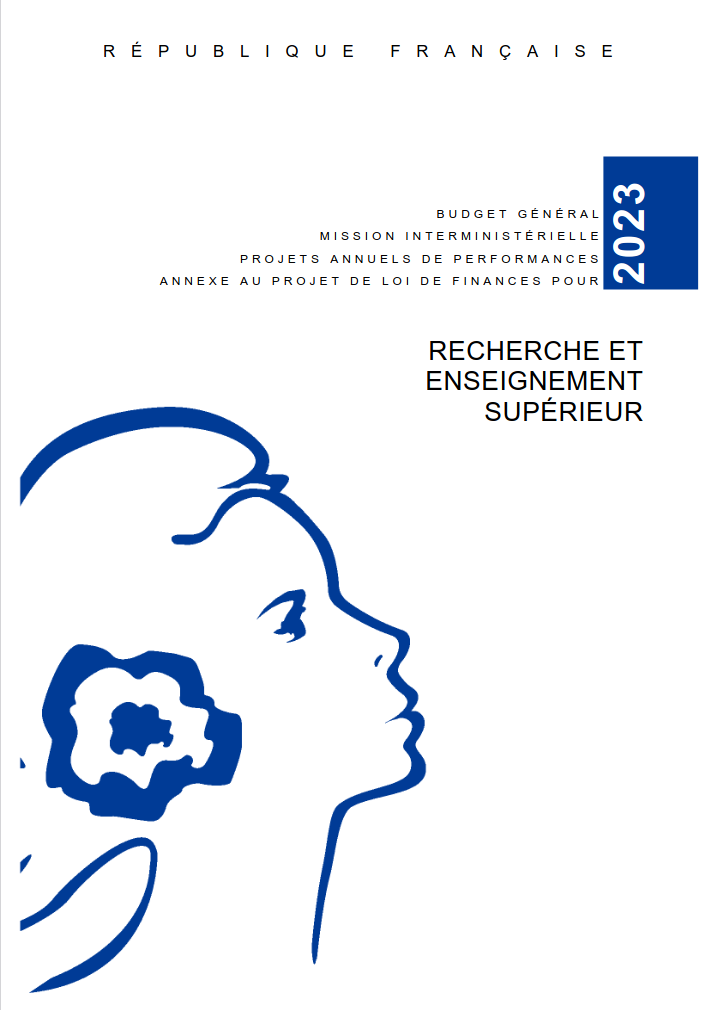 RÉPUBLIQUE FRANÇAISE
BUDGET GÉNÉRAL
MISSION INTERMINISTÉRIELLE
PROJETS ANNUELS DE PERFORMANCES
ANNEXE AU PROJET DE LOI DE FINANCES POUR
2023
RECHERCHE ET
ENSEIGNEMENT
SUPÉRIEUR